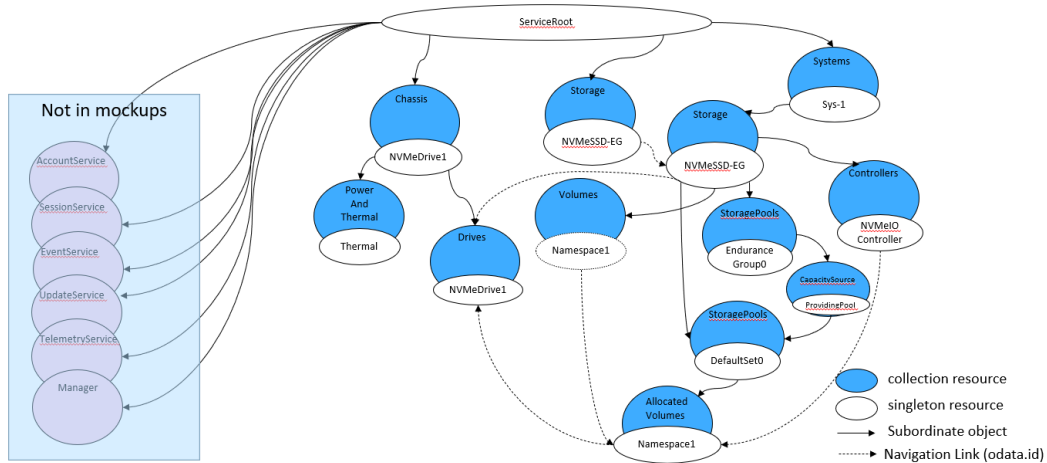 ServiceRoot
Not in mockups
AccountService
SessionService
EventService
UpdateService
TelemetryService
Manager
Chassis
NVMeDrive1
Power
And
Thermal
Thermal
Drives
NVMeDrive1
Storage
NVMeSSD-EG
Storage
NVMeSSD-EG
Systems
Sys-1
Volumes
Namespace1
StoragePools
Endurance
Group0
Controllers
NVMeIO
Controller
CapacitySource
ProvidingPool
StoragePools
DefaultSet0
Allocated
Volumes
Namespace1
collection resource
singleton resource
Subordinate object
Navigation Link (odata.id)